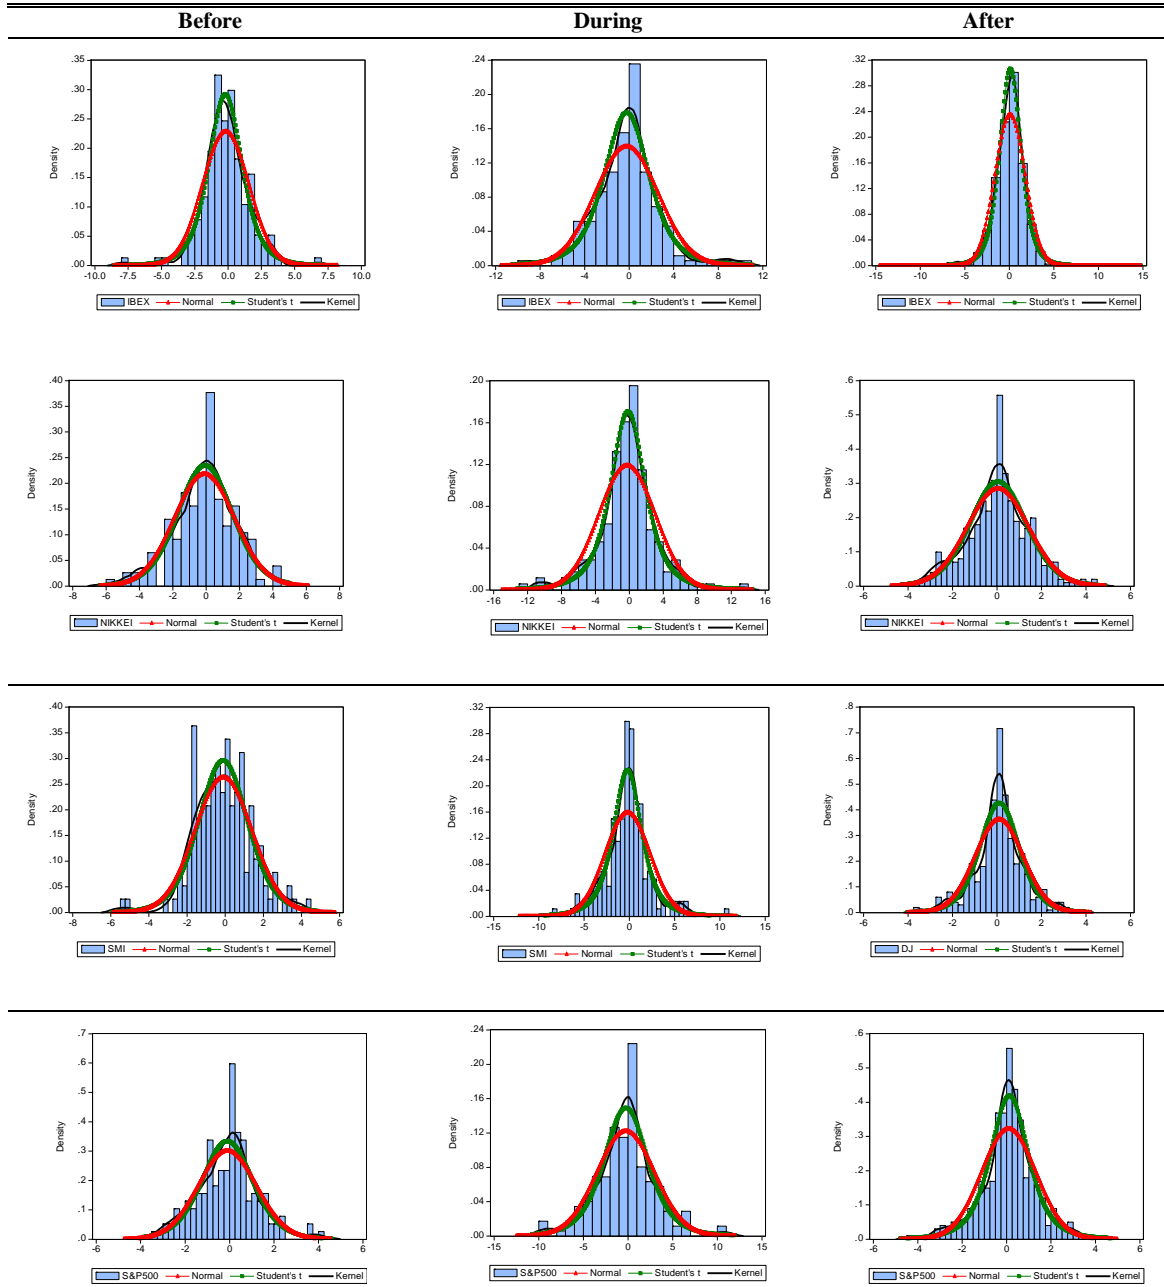 Before During After
.35
.30
.25
.20
.15
.10
.05
.00
Density
-10.0 -7.5 -5.0 -2.5 0.0 2.5 5.0 7.5 10.0
IBEX Normal Student's t Kernel
.24
.20
.16
.12
.08
.04
.00
Density
-12 -8 -4 0 4 8 12
IBEX Normal Student's t Kernel
.32
.28
.24
.20
.16
.12
.08
.04
.00
Density
-15 -10 -5 0 5 10 15
IBEX Normal Student's t Kernel
.40
.35
.30
.25
.20
.15
.10
.05
.00
Density
-8 -6 -4 -2 0 2 4 6 8
NIKKEI Normal Student's t Kernel
.20
.16
.12
.08
.04
.00
Density
-16 -12 -8 -4 0 4 8 12 16
NIKKEI Normal Student's t Kernel
.6
.5
.4
.3
.2
.1
.0
Density
-6 -4 -2 0 2 4 6
NIKKEI Normal Student's t Kernel
.40
.35
.30
.25
.20
.15
.10
.05
.00
Density
-8 -6 -4 -2 0 2 4 6
SMI Normal Student's t Kernel
.32
.28
.24
.20
.16
.12
.08
.04
.00
Density
-15 -10 -5 0 5 10 15
SMI Normal Student's t Kernel
.8
.7
.6
.5
.4
.3
.2
.1
.0
Density
-6 -4 -2 0 2 4 6
DJ Normal Student's t Kernel
.7
.6
.5
.4
.3
.2
.1
.0
Density
-6 -4 -2 0 2 4 6
S&P500 Normal Student's t Kernel
.24
.20
.16
.12
.08
.04
.00
Density
-15 -10 -5 0 5 10 15
S&P500 Normal Student's t Kernel
.6
.5
.4
.3
.2
.1
.0
Density
-6 -4 -2 0 2 4 6
S&P500 Normal Student's t Kernel